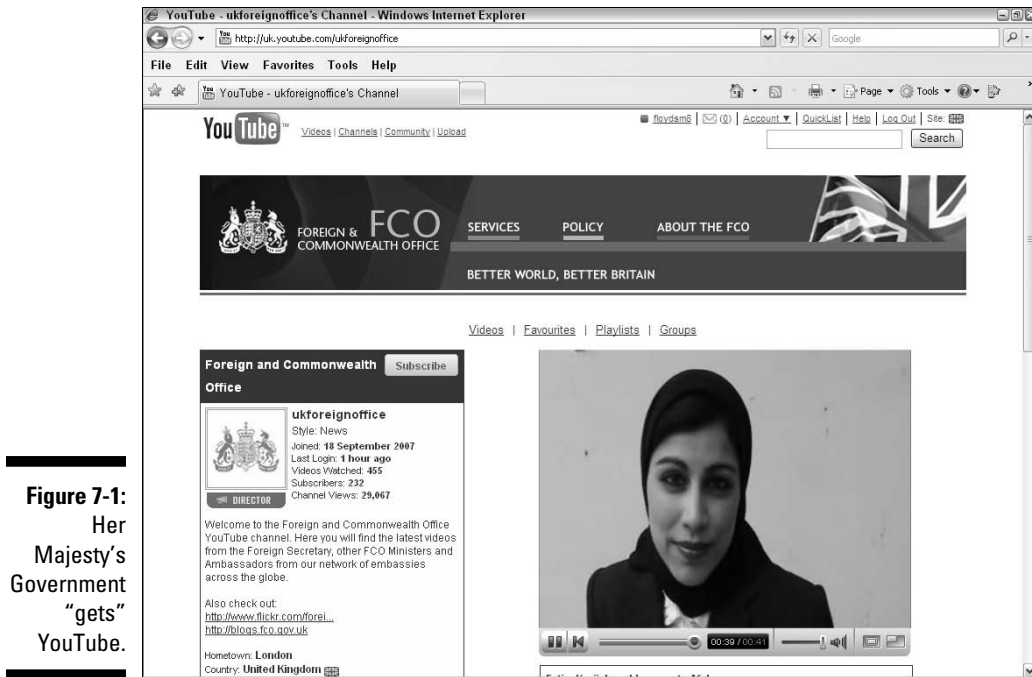 YouTube - ukforeignoffice's Channel - Windows Internet Explorer
http://uk.youtube.com/ukforeignoffice
Google
File Edit View Favorites Tools Help
YouTube - ukforeignoffice's Channel
Page Tools
YouTube Videos | Channels | Community | Upload
floydsm8 | (0) | Account ▼ | QuickList | Help | Log Out | Site:
Search
FOREIGN & COMMONWEALTH OFFICE
FCO
SERVICES POLICY ABOUT THE FCO
BETTER WORLD, BETTER BRITAIN
Videos | Favourites | Playlists | Groups
Foreign and Commonwealth
Office
Subscribe
ukforeignoffice
Style: News
Joined: 18 September 2007
Last Login: 1 hour ago
Videos Watched: 455
Subscribers: 232
Channel Views: 29,067
DIRECTOR
Welcome to the Foreign and Commonwealth Office
YouTube channel. Here you will find the latest videos
from the Foreign Secretary, other FCO Ministers and
Ambassadors from our network of embassies
across the globe.
Also check out:
http://www.flickr.com/forei...
http://blogs.fco.gov.uk
Hometown: London
Country: United Kingdom
00:39 / 00:41
Figure 7-1:
Her
Majesty's
Government
“gets”
YouTube.